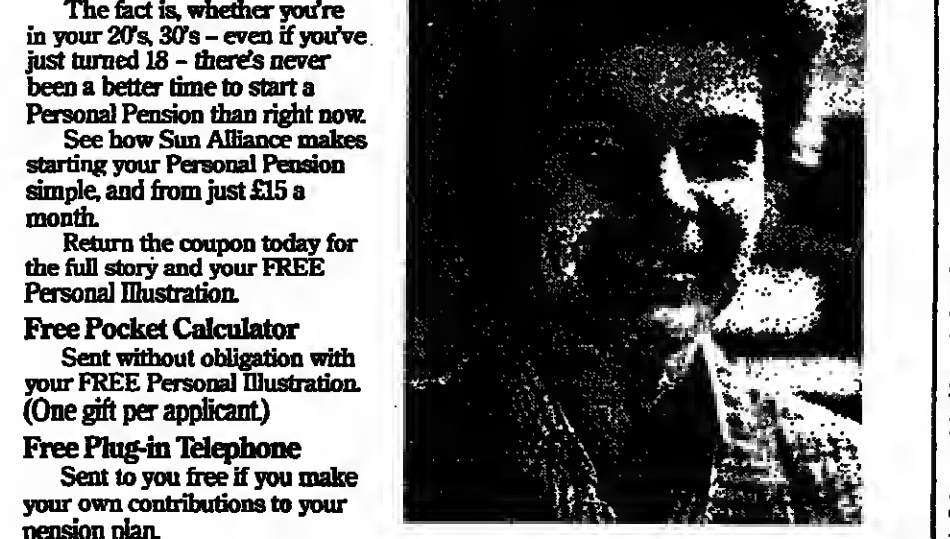 The fact is, whether you're
in your 20's, 30's – even if you've
just turned 18 – there's never
been a better time to start a
Personal Pension than right now.
See how Sun Alliance makes
starting your Personal Pension
simple, and from just £15 a
month.
Return the coupon today for
the full story and your FREE
Personal Illustration.
Free Pocket Calculator
Sent without obligation with
your FREE Personal Illustration.
(One gift per applicant.)
Free Plug-in Telephone
Sent to you free if you make
your own contributions to your
pension plan.